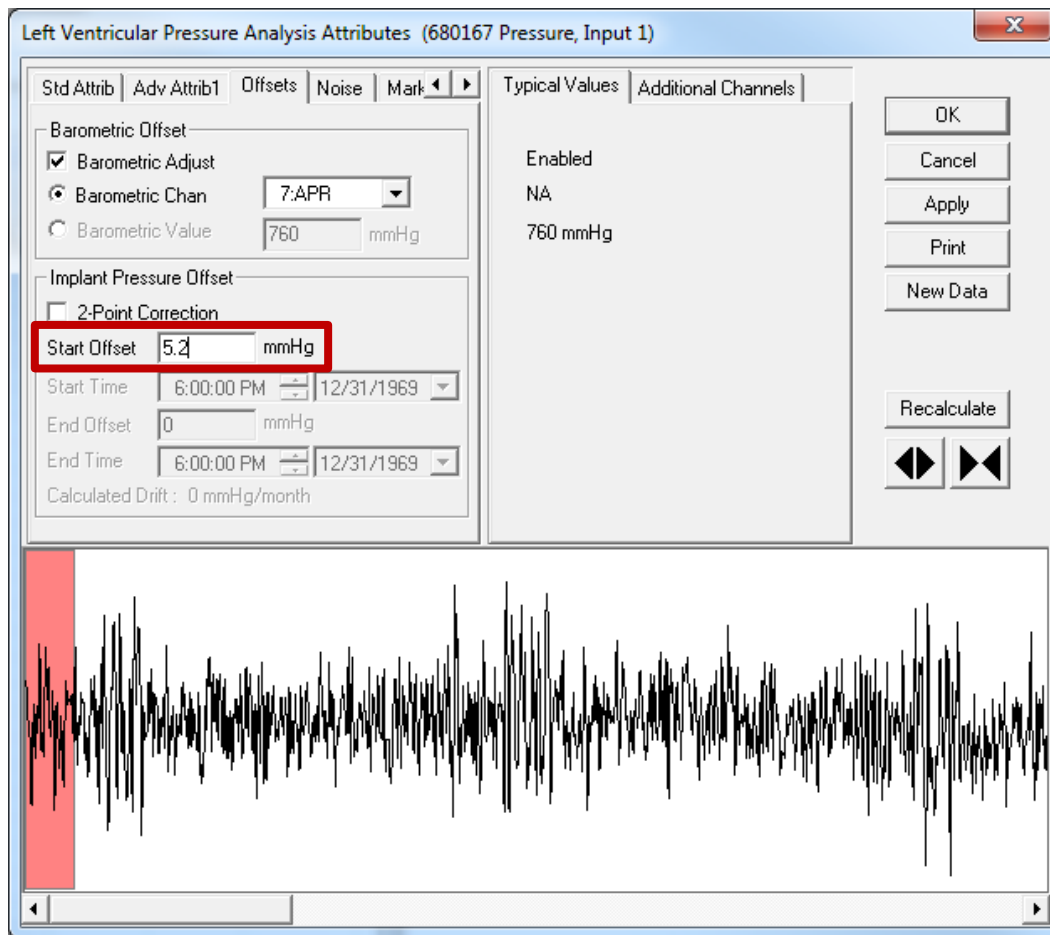 Left Ventricular Pressure Analysis Attributes (680167 Pressure, Input 1)
Std Attrib Adv Attrib1 Offsets Noise Mark
Typical Values Additional Channels
Barometric Offset
Barometric Adjust
Barometric Chan 7:APR
Barometric Value 760 mmHg
Enabled
NA
760 mmHg
Implant Pressure Offset
2-Point Correction
Start Offset 5.2 mmHg
Start Time 6:00:00 PM 12/31/1969
End Offset 0 mmHg
End Time 6:00:00 PM 12/31/1969
Calculated Drift : 0 mmHg/month
OK
Cancel
Apply
Print
New Data
Recalculate